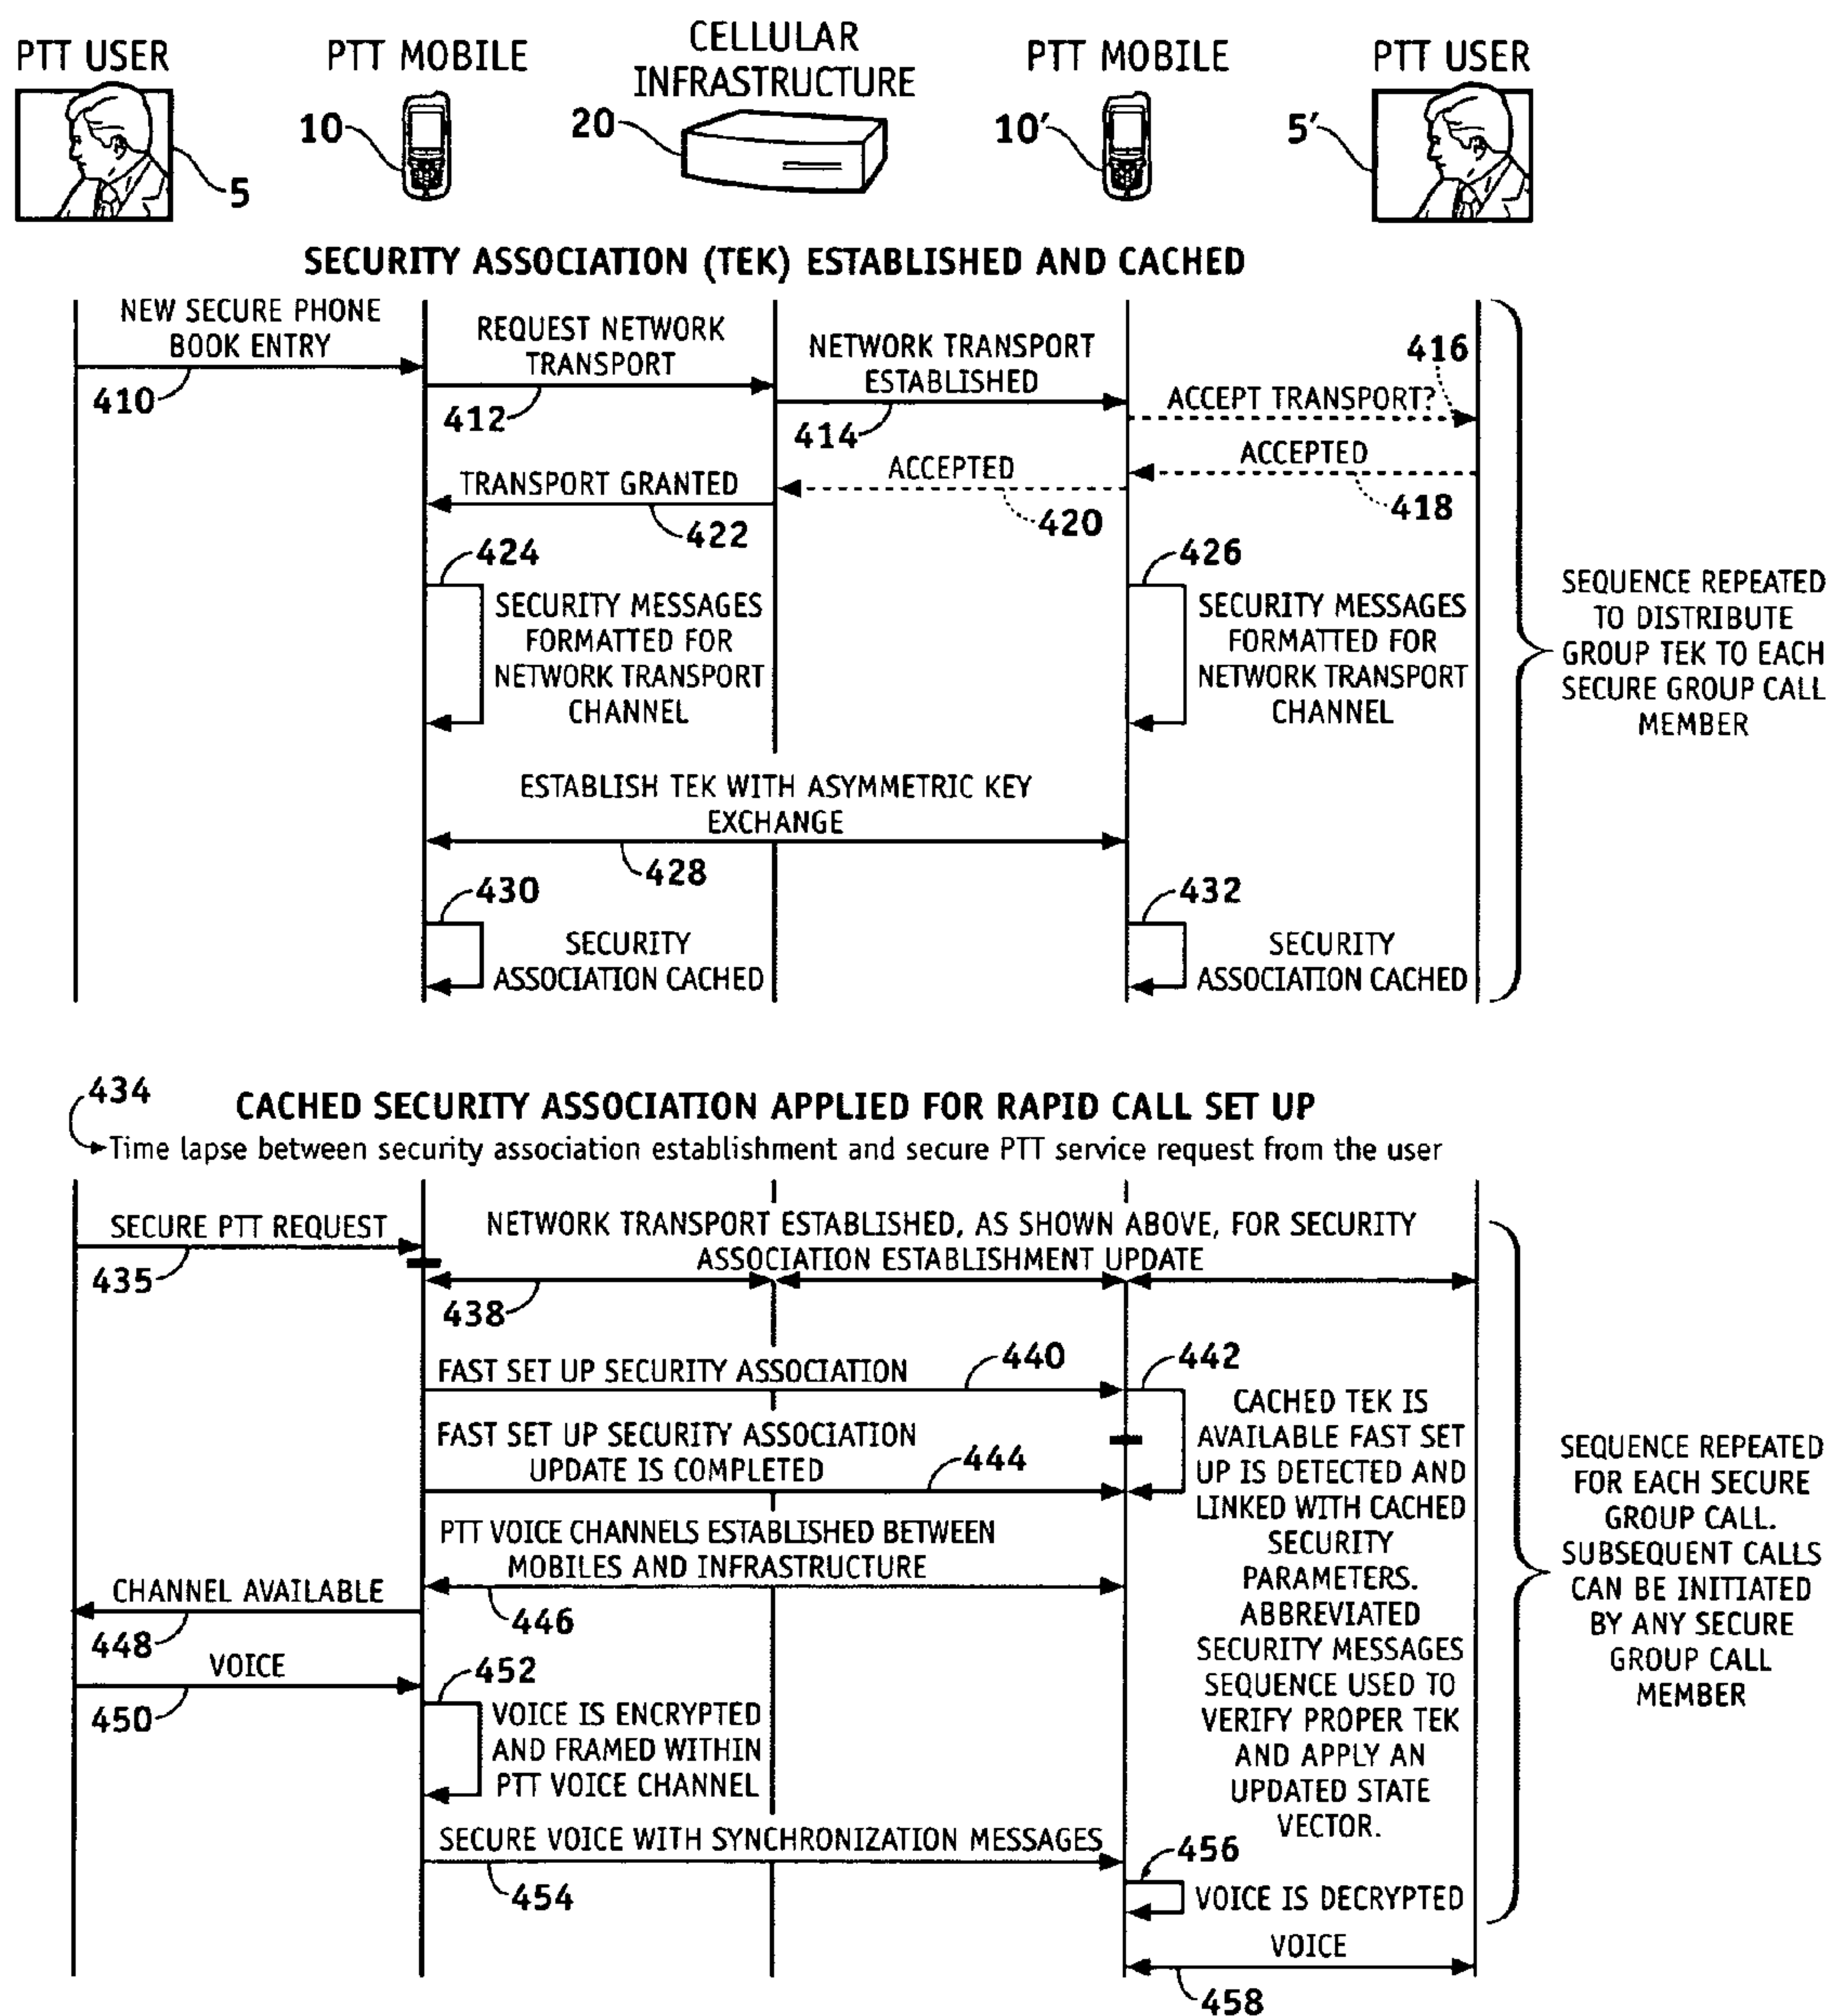 PTT USER
PTT MOBILE
CELLULAR
INFRASTRUCTURE
PTT MOBILE
PTT USER
5
10
20
10′
5′
SECURITY ASSOCIATION (TEK) ESTABLISHED AND CACHED
NEW SECURE PHONE
BOOK ENTRY
410
REQUEST NETWORK
TRANSPORT
412
NETWORK TRANSPORT
ESTABLISHED
414
416
ACCEPT TRANSPORT?
ACCEPTED
418
ACCEPTED
420
TRANSPORT GRANTED
422
424
SECURITY MESSAGES
FORMATTED FOR
NETWORK TRANSPORT
CHANNEL
426
SECURITY MESSAGES
FORMATTED FOR
NETWORK TRANSPORT
CHANNEL
SEQUENCE REPEATED
TO DISTRIBUTE
GROUP TEK TO EACH
SECURE GROUP CALL
MEMBER
ESTABLISH TEK WITH ASYMMETRIC KEY
EXCHANGE
428
430
SECURITY
ASSOCIATION CACHED
432
SECURITY
ASSOCIATION CACHED
434
CACHED SECURITY ASSOCIATION APPLIED FOR RAPID CALL SET UP
Time lapse between security association establishment and secure PTT service request from the user
SECURE PTT REQUEST
435
NETWORK TRANSPORT ESTABLISHED, AS SHOWN ABOVE, FOR SECURITY
ASSOCIATION ESTABLISHMENT UPDATE
438
FAST SET UP SECURITY ASSOCIATION
440
442
CACHED TEK IS
AVAILABLE FAST SET
UP IS DETECTED AND
LINKED WITH CACHED
SECURITY
PARAMETERS.
ABBREVIATED
SECURITY MESSAGES
SEQUENCE USED TO
VERIFY PROPER TEK
AND APPLY AN
UPDATED STATE
VECTOR.
FAST SET UP SECURITY ASSOCIATION
UPDATE IS COMPLETED
444
PTT VOICE CHANNELS ESTABLISHED BETWEEN
MOBILES AND INFRASTRUCTURE
446
CHANNEL AVAILABLE
448
VOICE
450
452
VOICE IS ENCRYPTED
AND FRAMED WITHIN
PTT VOICE CHANNEL
SECURE VOICE WITH SYNCHRONIZATION MESSAGES
454
456
VOICE IS DECRYPTED
VOICE
458
SEQUENCE REPEATED
FOR EACH SECURE
GROUP CALL.
SUBSEQUENT CALLS
CAN BE INITIATED
BY ANY SECURE
GROUP CALL
MEMBER